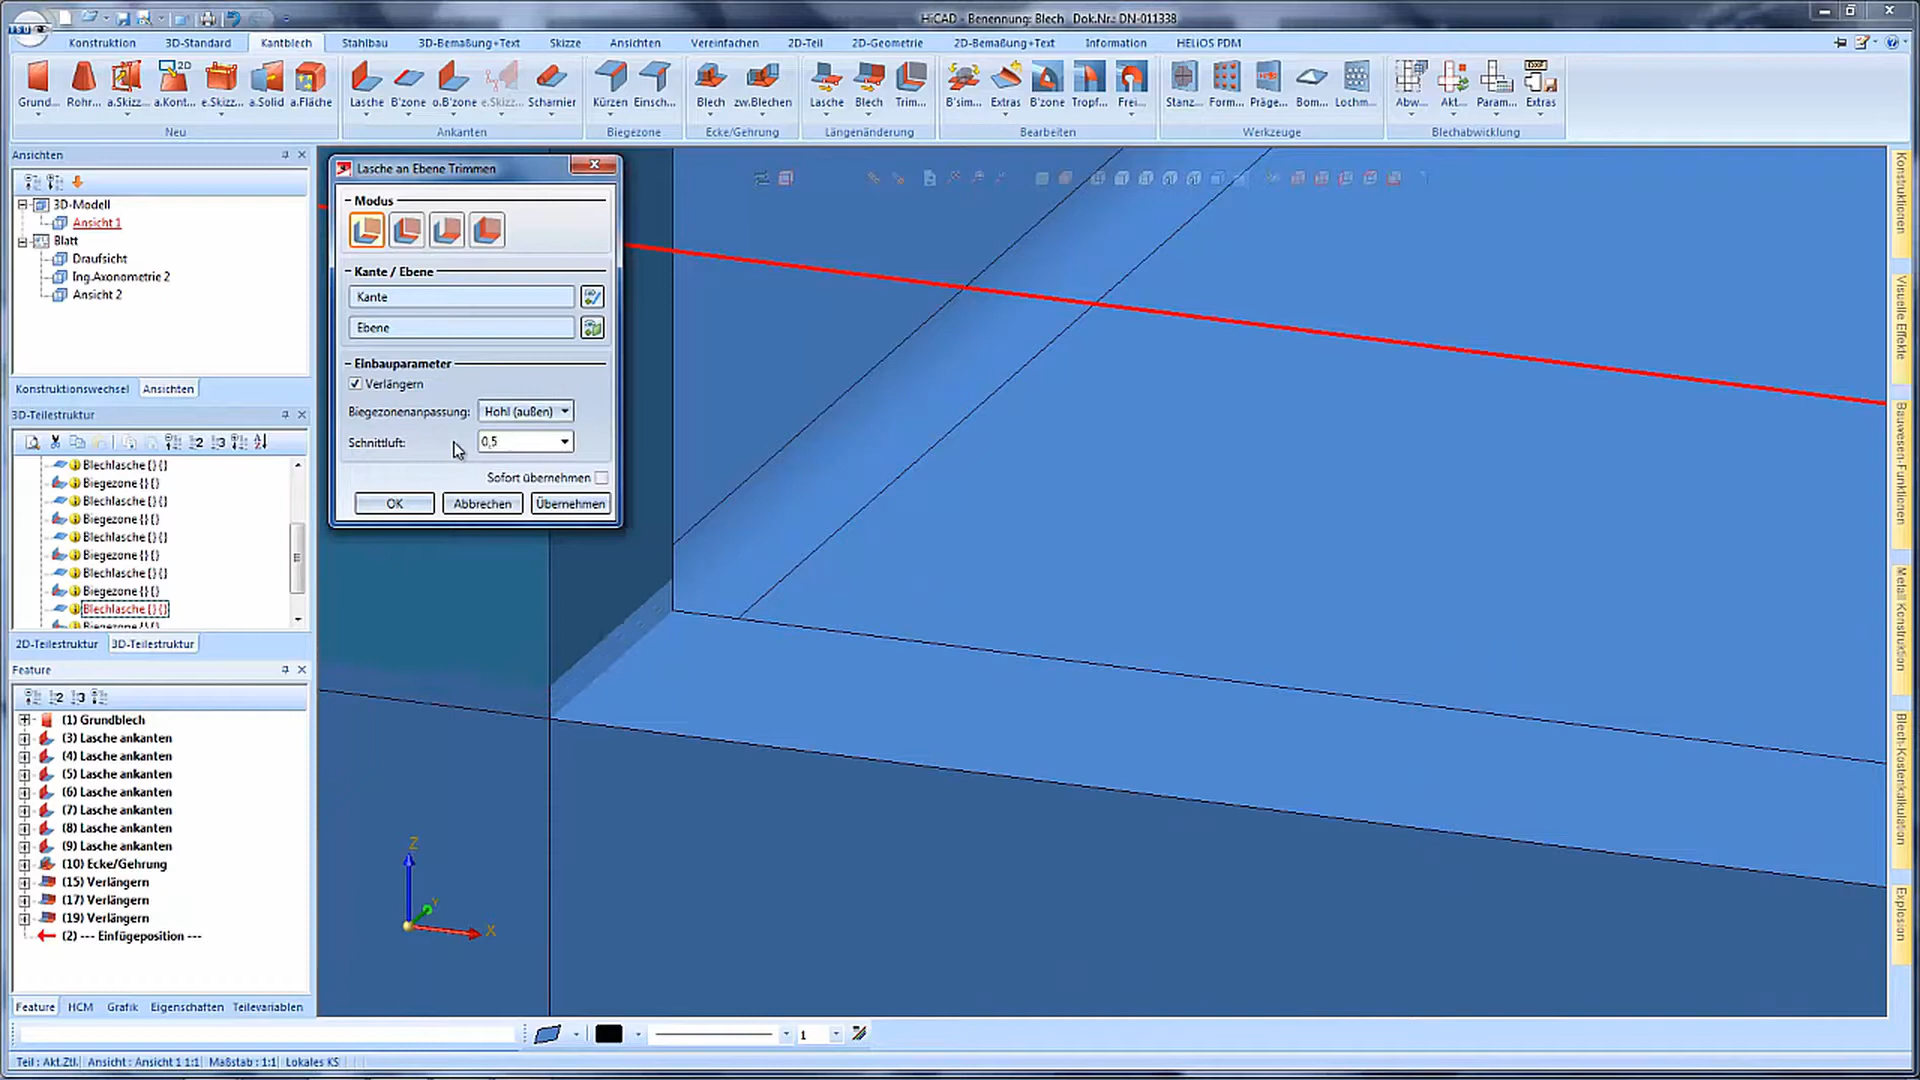 HiCAD - Benennung: Blech  Dok.Nr.: DN-011338
Konstruktion 3D-Standard Kantblech Stahlbau 3D-Bemaßung+Text Skizze Ansichten Vereinfachen 2D-Teil 2D-Geometrie 2D-Bemaßung+Text Information HELiOS PDM
Grund... Rohr... a.Skizz... a.Kont... e.Skizz... a.Solid a.Fläche Lasche B'zone o.B'zone e.Skizz... Scharnier Kürzen Einsch... Blech zw.Blechen Lasche Blech Trim... B'sim... Extras B'zone Tropf... Frei... Stanz... Form... Präge... Bom... Lochm... Abw... Akt... Param... Extras
Neu Ankanten Biegezone Ecke/Gehrung Längenänderung Bearbeiten Werkzeuge Blechabwicklung
Ansichten
3D-Modell
Ansicht 1
Blatt
Draufsicht
Ing.Axonometrie 2
Ansicht 2
Konstruktionswechsel Ansichten
3D-Teilestruktur
Blechlasche {} {}
Biegezone {} {}
Blechlasche {} {}
Biegezone {} {}
Blechlasche {} {}
Biegezone {} {}
Blechlasche {} {}
Biegezone {} {}
Blechlasche {} {}
Biegezone {} {}
2D-Teilestruktur 3D-Teilestruktur
Feature
(1) Grundblech
(3) Lasche ankanten
(4) Lasche ankanten
(5) Lasche ankanten
(6) Lasche ankanten
(7) Lasche ankanten
(8) Lasche ankanten
(9) Lasche ankanten
(10) Ecke/Gehrung
(15) Verlängern
(17) Verlängern
(19) Verlängern
(2) --- Einfügeposition ---
Feature HCM Grafik Eigenschaften Teilevariablen
Lasche an Ebene Trimmen
Modus
Kante / Ebene
Kante
Ebene
Einbauparameter
Verlängern
Biegezonenanpassung: Hohl (außen)
Schnittluft: 0,5
Sofort übernehmen
OK Abbrechen Übernehmen
Z
Y
X
Konstruktionen
Visuelle Effekte
Bauwesen-Funktionen
Metall Konstruktion
Blech-Kostenkalkulation
Explosion
1
Teil : Akt.Ztl. Ansicht : Ansicht 1 1:1 Maßstab : 1:1 Lokales KS